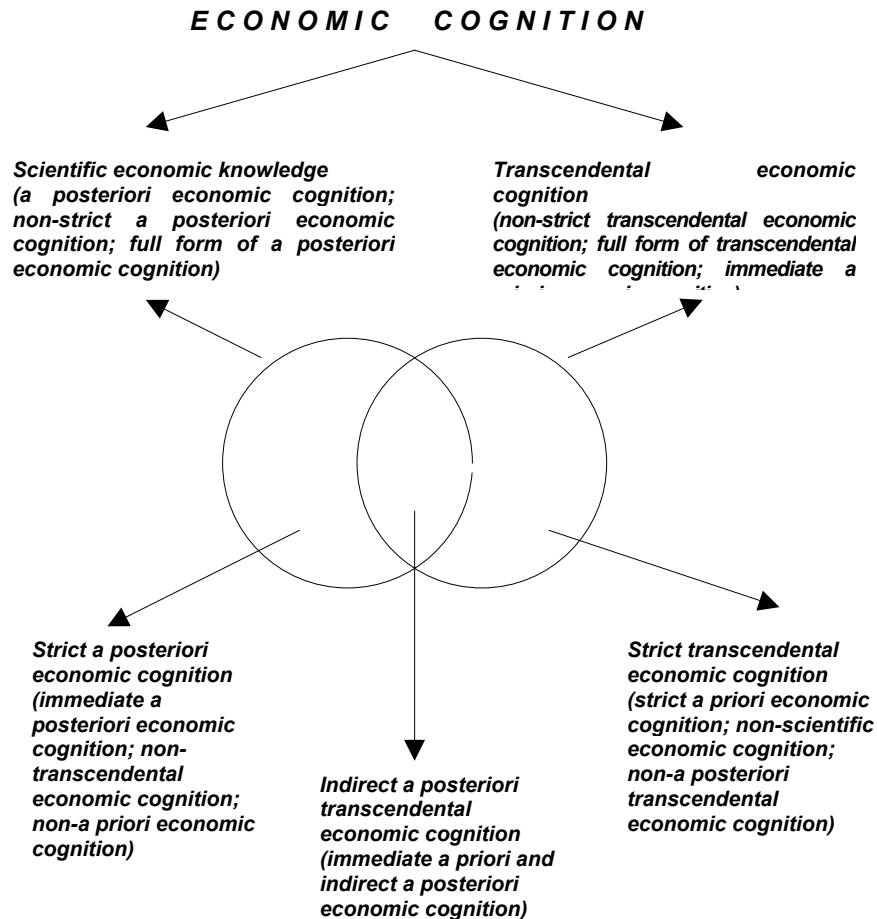 ECONOMIC COGNITION
Scientific economic knowledge
(a posteriori economic cognition;
non-strict a posteriori economic
cognition; full form of a posteriori
economic cognition)
Transcendental economic
cognition
(non-strict transcendental economic
cognition; full form of transcendental
economic cognition; immediate a
Strict a posteriori
economic cognition
(immediate a
posteriori economic
cognition; non-
transcendental
economic cognition;
non-a priori economic
cognition)
Indirect a posteriori
transcendental
economic cognition
(immediate a priori and
indirect a posteriori
economic cognition)
Strict transcendental
economic cognition
(strict a priori economic
cognition; non-scientific
economic cognition;
non-a posteriori
transcendental
economic cognition)